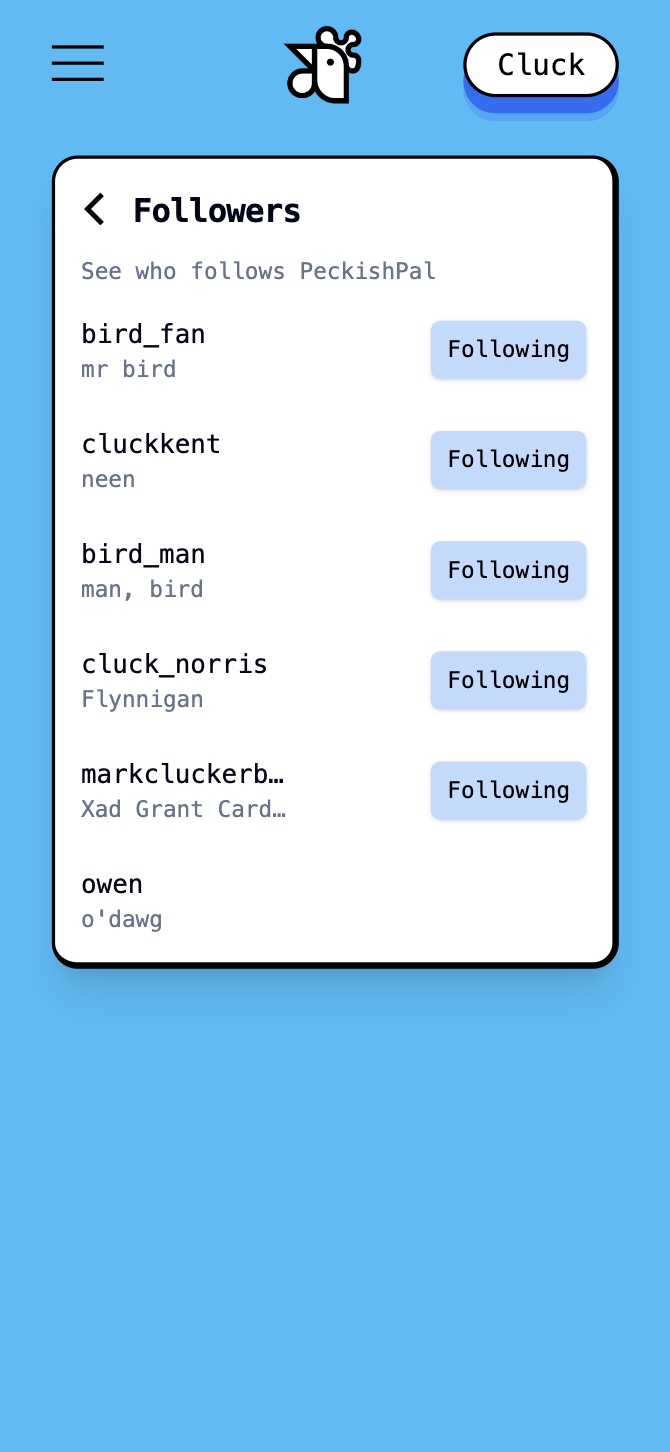 Cluck
Followers
See who follows PeckishPal
bird_fan
mr bird
Following
cluckkent
neen
Following
bird_man
man, bird
Following
cluck_norris
Flynnigan
Following
markcluckerb…
Xad Grant Card…
Following
owen
o'dawg